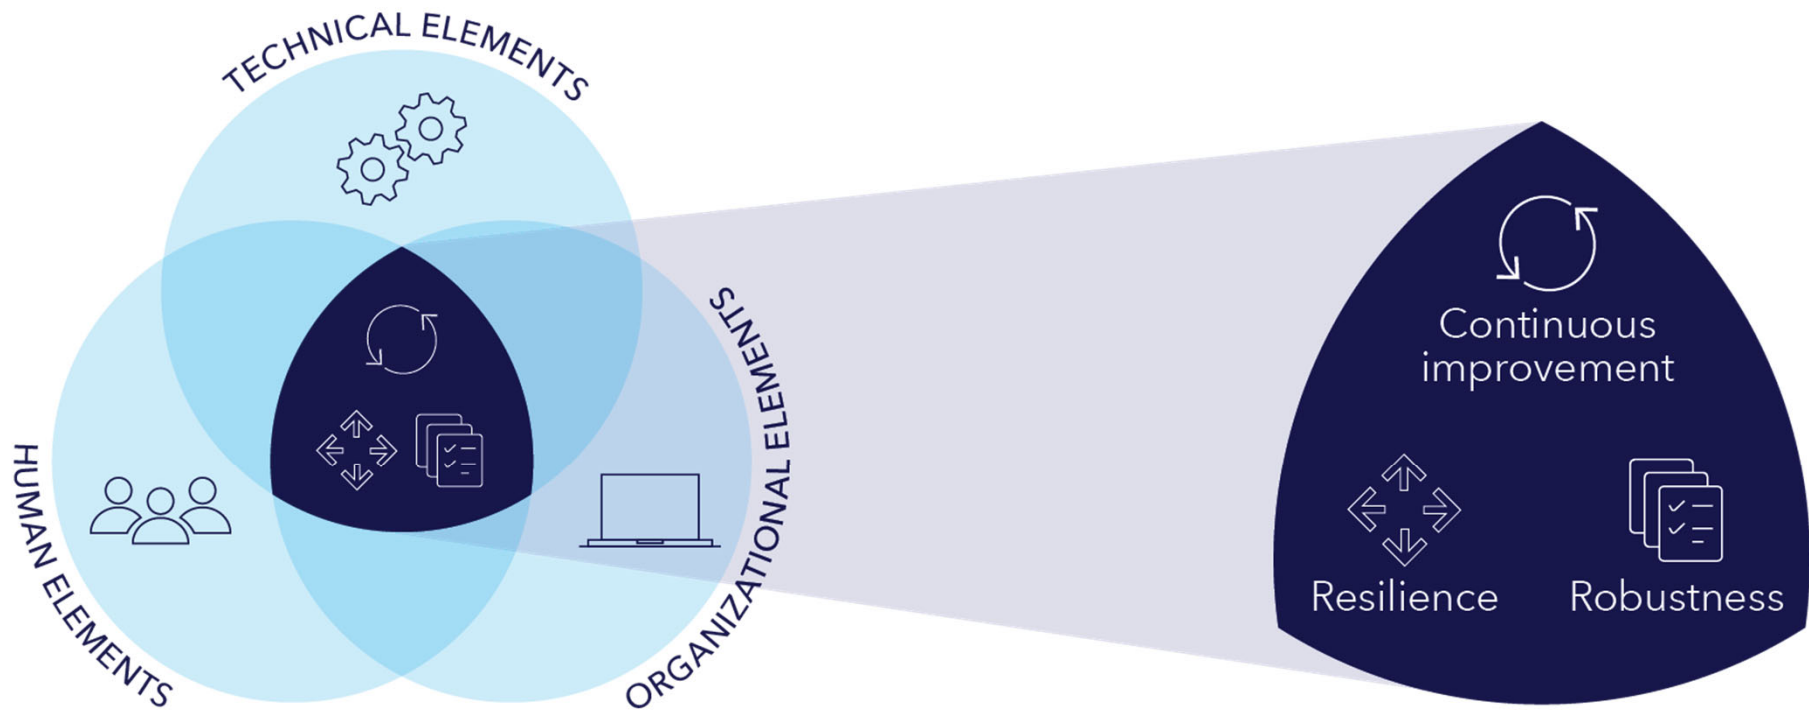 TECHNICAL ELEMENTS
HUMAN ELEMENTS
ORGANIZATIONAL ELEMENTS
Continuous
improvement
Resilience
Robustness